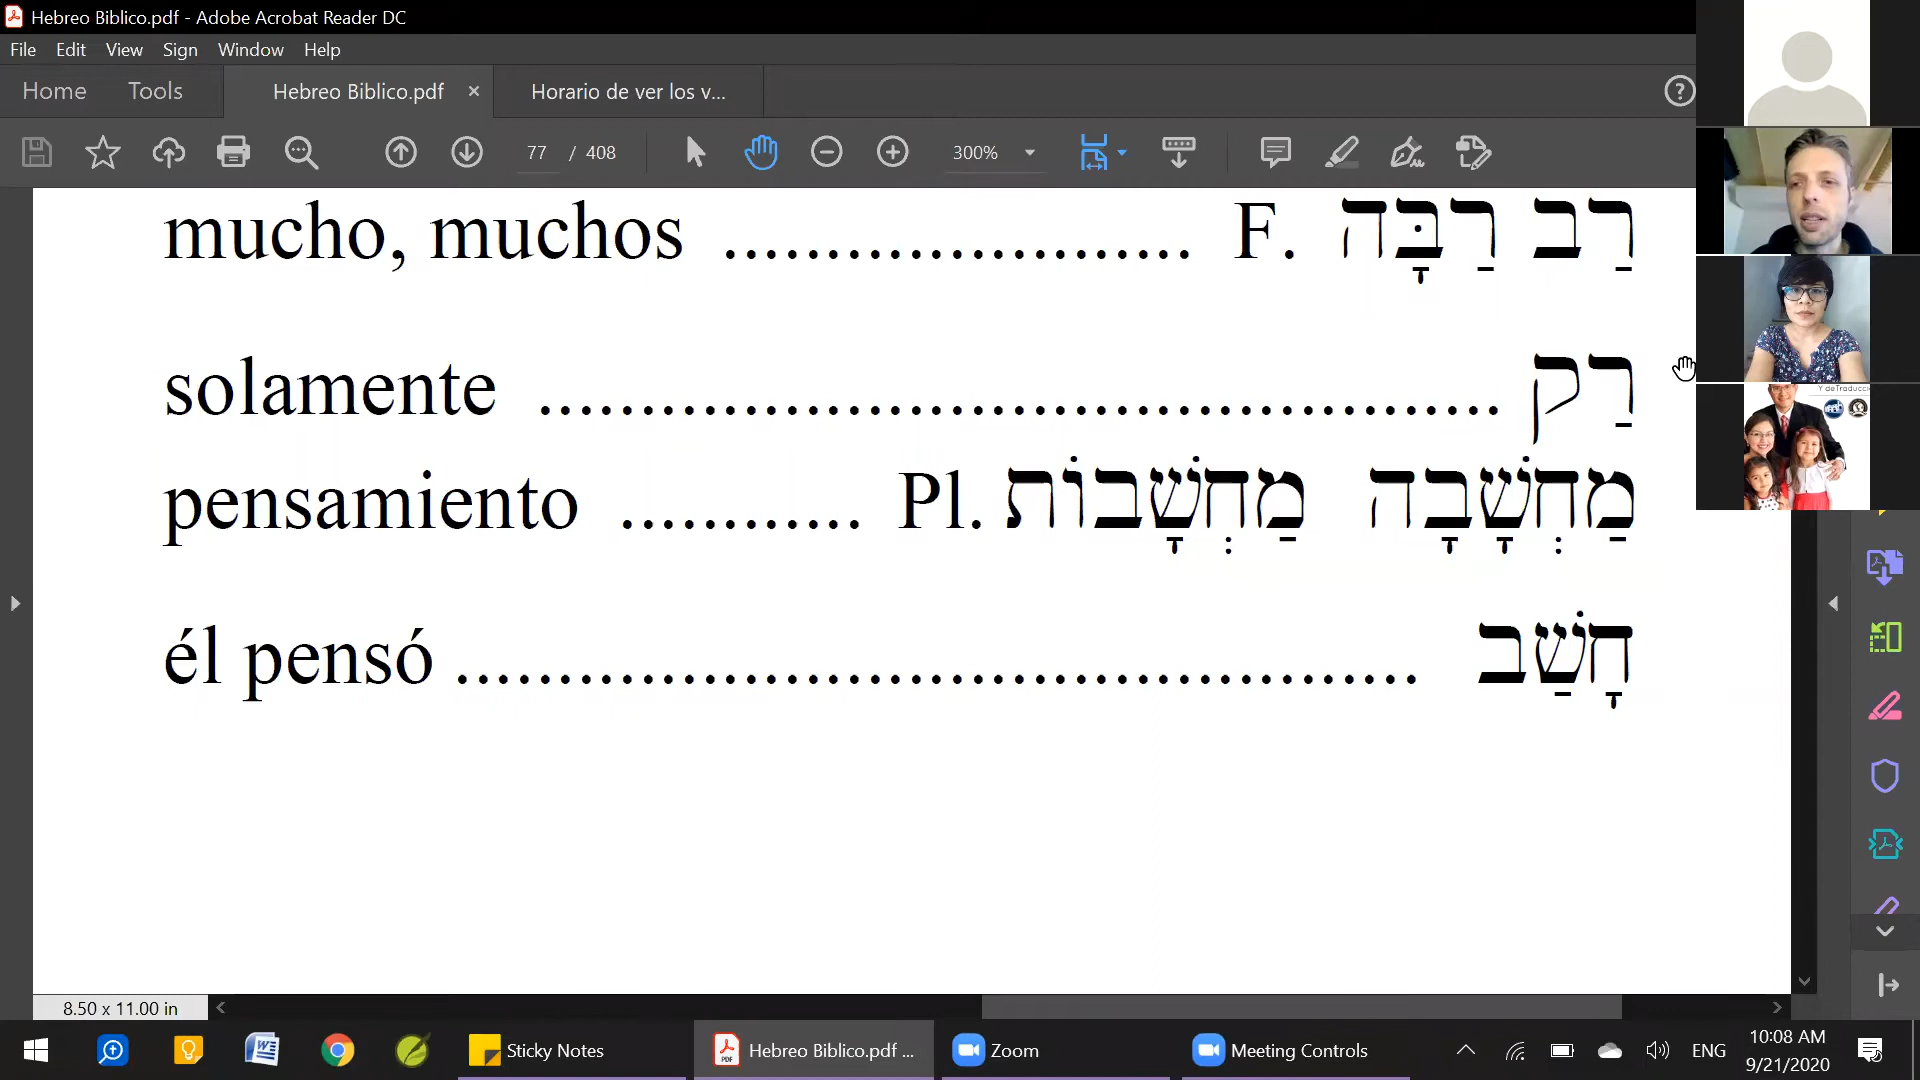 Hebreo Biblico.pdf - Adobe Acrobat Reader DC
File Edit View Sign Window Help
Home Tools Hebreo Biblico.pdf × Horario de ver los v...
77 / 408 300%
mucho, muchos ....................... F. רַב רַבָּה
solamente ................................................ רַק
pensamiento ............ Pl. מַחְשָׁבָה מַחְשָׁבוֹת
él pensó ................................................ חָשַׁב
8.50 x 11.00 in
Sticky Notes Hebreo Biblico.pdf ... Zoom Meeting Controls ENG 10:08 AM
9/21/2020